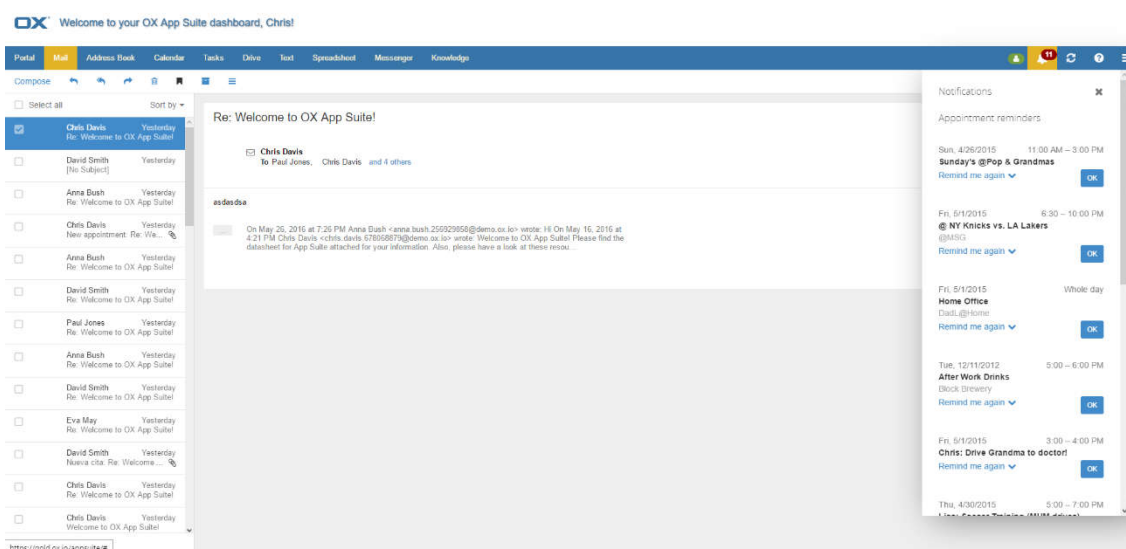 OX Welcome to your OX App Suite dashboard, Chris!
Portal Mail Address Book Calendar Tasks Drive Text Spreadsheet Messenger Knowledge 11
Compose
Select all Sort by
Chris Davis Yesterday
Re: Welcome to OX App Suite!
David Smith Yesterday
[No Subject]
Anna Bush Yesterday
Re: Welcome to OX App Suite!
Chris Davis Yesterday
New appointment: Re: We...
Anna Bush Yesterday
Re: Welcome to OX App Suite!
David Smith Yesterday
Re: Welcome to OX App Suite!
Paul Jones Yesterday
Re: Welcome to OX App Suite!
Anna Bush Yesterday
Re: Welcome to OX App Suite!
David Smith Yesterday
Re: Welcome to OX App Suite!
Eva May Yesterday
Re: Welcome to OX App Suite!
David Smith Yesterday
Nueva cita: Re: Welcome...
Chris Davis Yesterday
Re: Welcome to OX App Suite!
Chris Davis Yesterday
Welcome to OX App Suite!
Re: Welcome to OX App Suite!
Chris Davis
To Paul Jones, Chris Davis and 4 others
asdasdsa
On May 26, 2016 at 7:26 PM Anna Bush <anna.bush.256929858@demo.ox.io> wrote: Hi On May 16, 2016 at
4:21 PM Chris Davis <chris.davis.678068879@demo.ox.io> wrote: Welcome to OX App Suite! Please find the
datasheet for App Suite attached for your information. Also, please have a look at these resou...
Notifications
Appointment reminders
Sun, 4/26/2015 11:00 AM – 3:00 PM
Sunday's @Pop & Grandmas
Remind me again OK
Fri, 5/1/2015 6:30 – 10:00 PM
@ NY Knicks vs. LA Lakers
@MSG
Remind me again OK
Fri, 5/1/2015 Whole day
Home Office
DadL@Home
Remind me again OK
Tue, 12/11/2012 5:00 – 6:00 PM
After Work Drinks
Block Brewery
Remind me again OK
Fri, 5/1/2015 3:00 – 4:00 PM
Chris: Drive Grandma to doctor!
Remind me again OK
Thu, 4/30/2015 5:00 – 7:00 PM